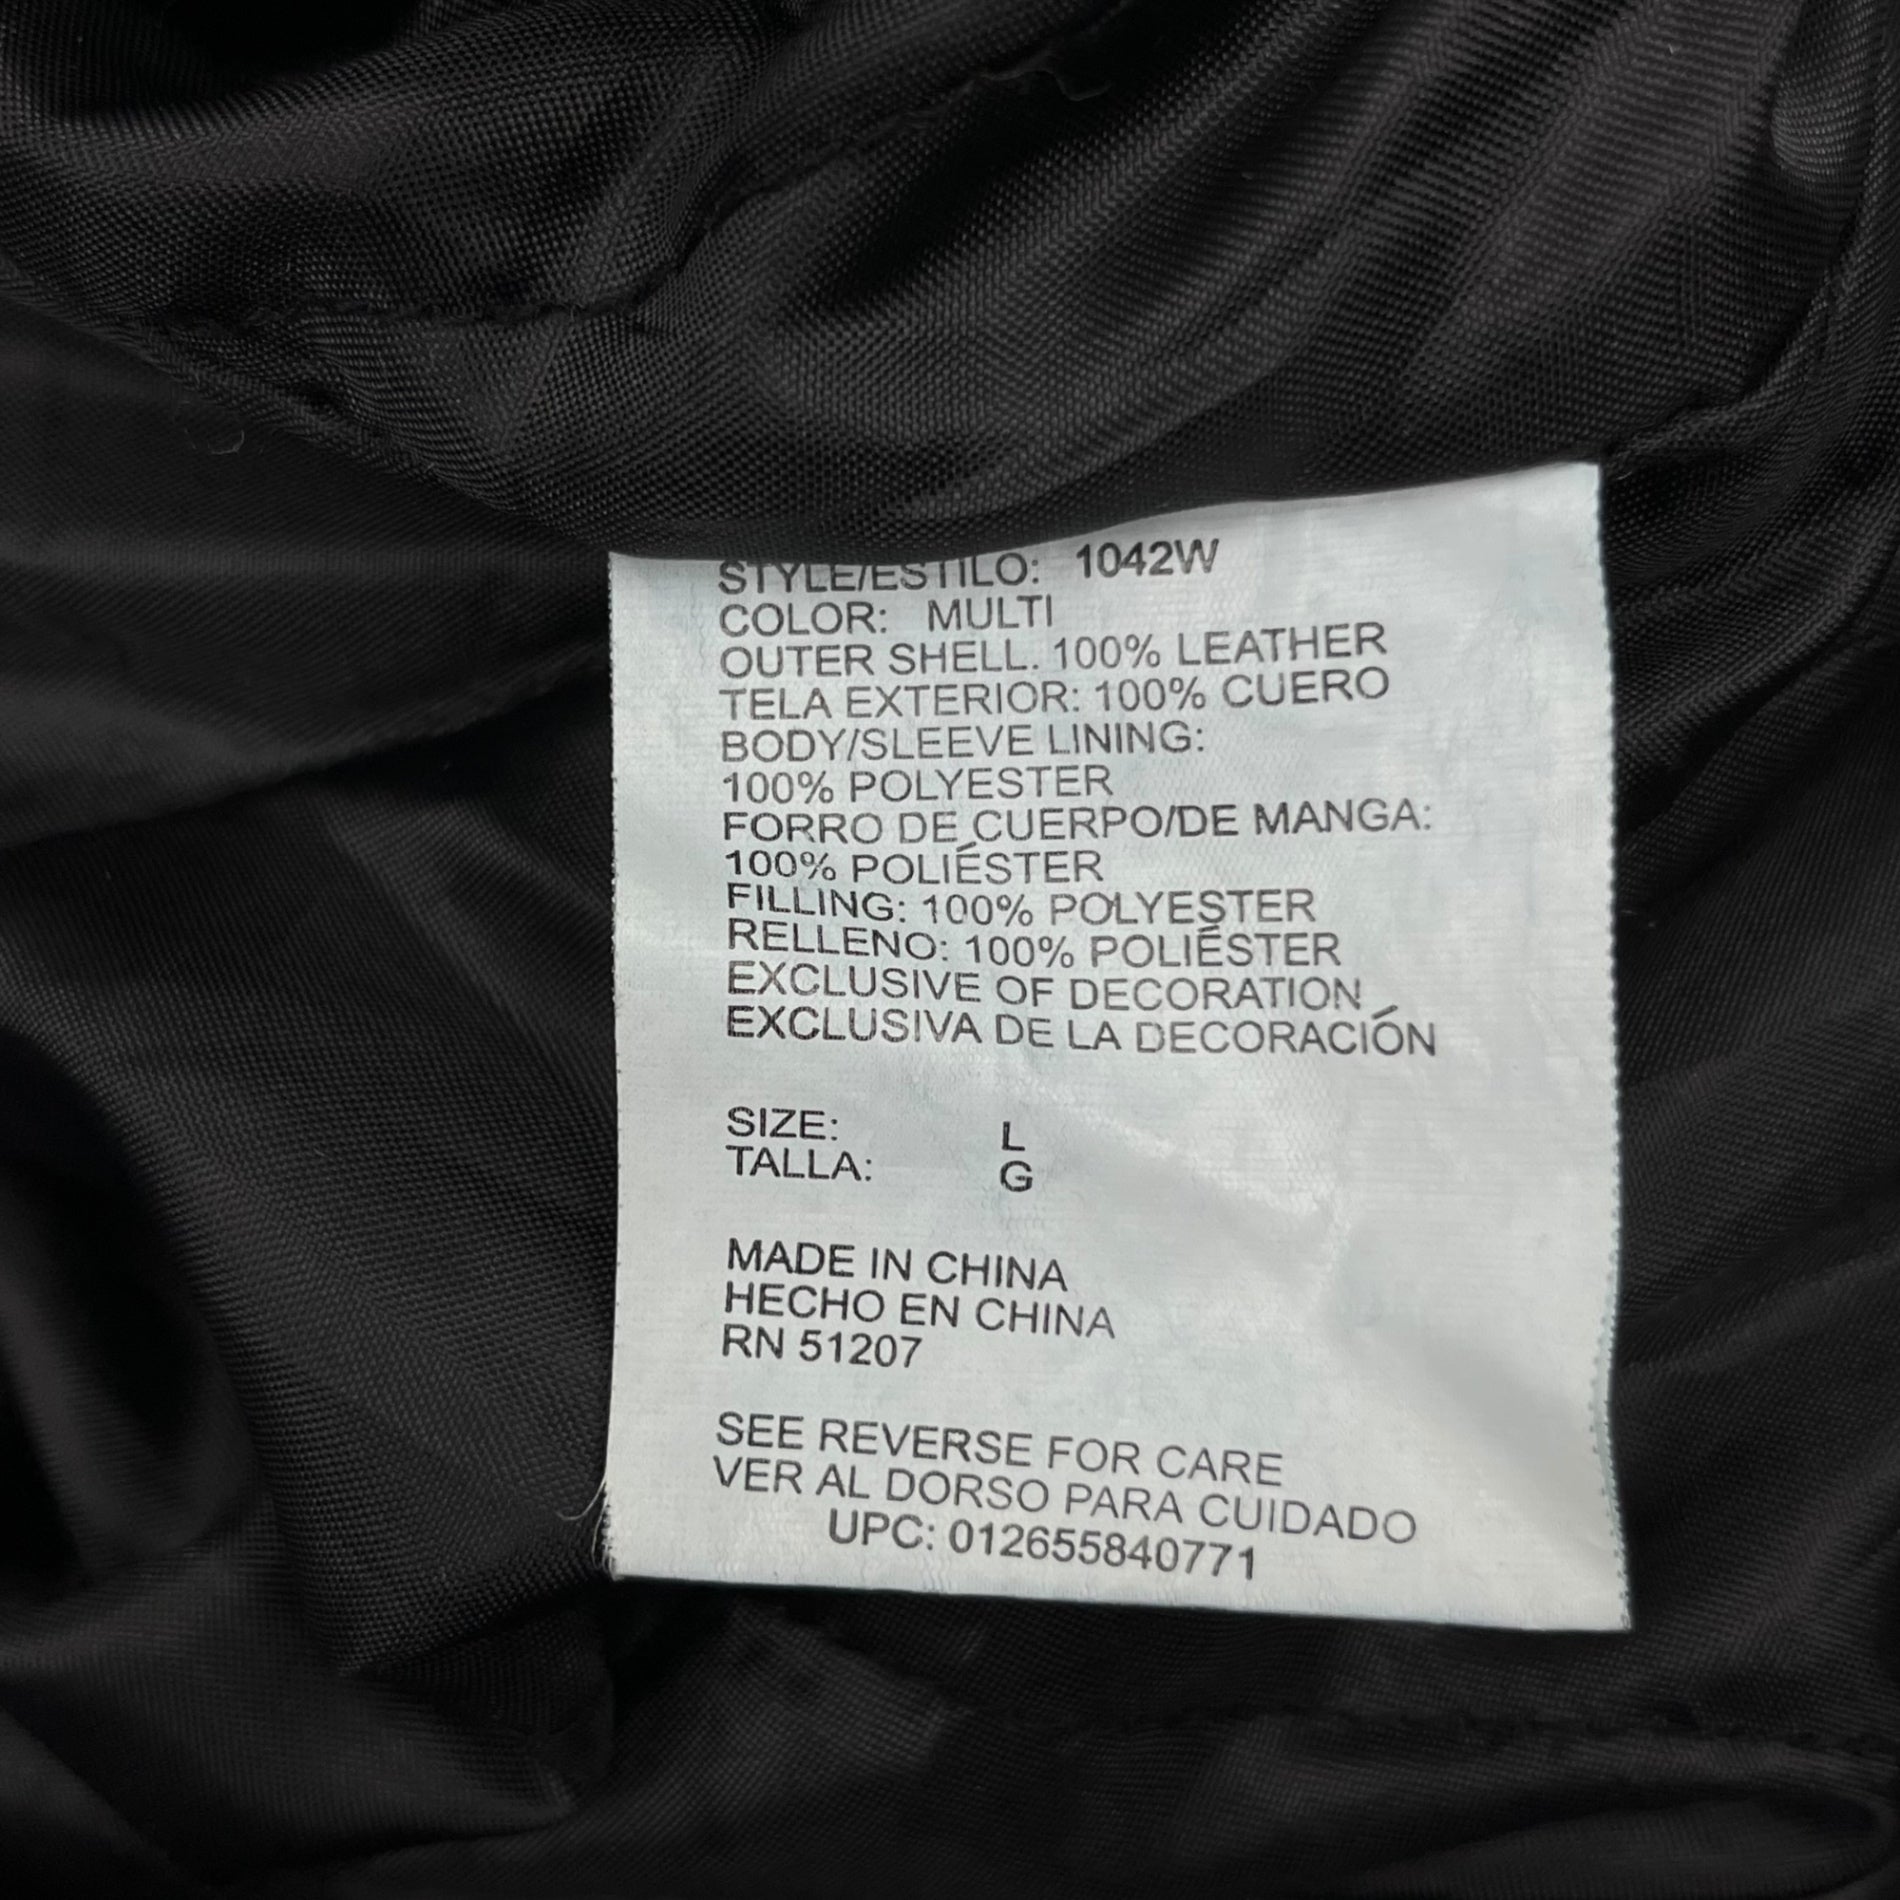 STYLE/ESTILO: 1042W
COLOR: MULTI
OUTER SHELL. 100% LEATHER
TELA EXTERIOR: 100% CUERO
BODY/SLEEVE LINING:
100% POLYESTER
FORRO DE CUERPO/DE MANGA:
100% POLIÉSTER
FILLING: 100% POLYESTER
RELLENO: 100% POLIÉSTER
EXCLUSIVE OF DECORATION
EXCLUSIVA DE LA DECORACIÓN
SIZE: L
TALLA: G
MADE IN CHINA
HECHO EN CHINA
RN 51207
SEE REVERSE FOR CARE
VER AL DORSO PARA CUIDADO
UPC: 012655840771